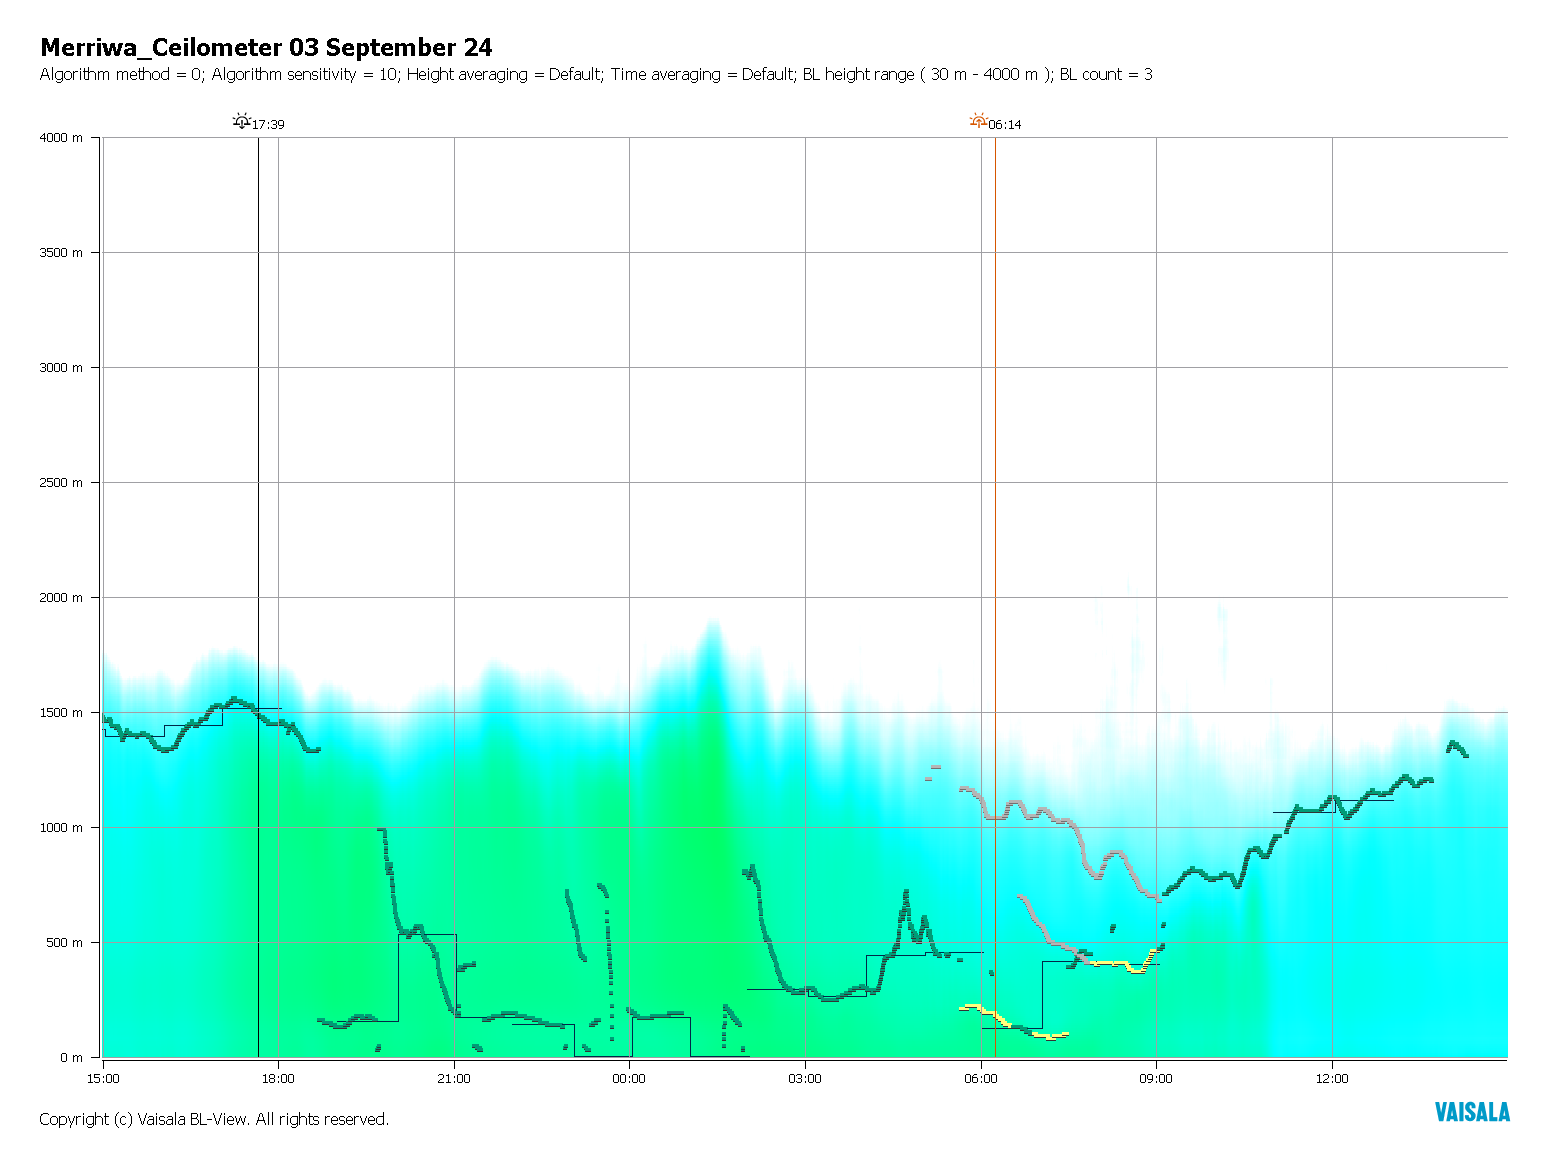 Merriwa_Ceilometer 03 September 24
Algorithm method = 0; Algorithm sensitivity = 10; Height averaging = Default; Time averaging = Default; BL height range ( 30 m - 4000 m ); BL count = 3
17:39
06:14
4000 m
3500 m
3000 m
2500 m
2000 m
1500 m
1000 m
500 m
0 m
15:00 18:00 21:00 00:00 03:00 06:00 09:00 12:00
Copyright (c) Vaisala BL-View. All rights reserved.
VAISALA